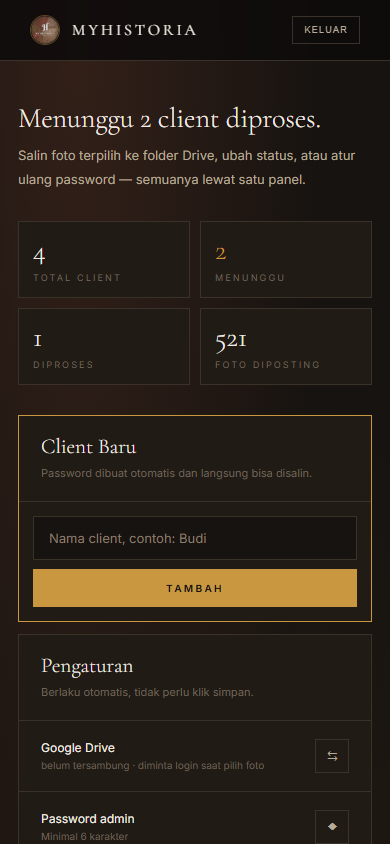 MYHISTORIA
KELUAR
Menunggu 2 client diproses.
Salin foto terpilih ke folder Drive, ubah status, atau atur
ulang password — semuanya lewat satu panel.
4
TOTAL CLIENT
2
MENUNGGU
1
DIPROSES
521
FOTO DIPOSTING
Client Baru
Password dibuat otomatis dan langsung bisa disalin.
Nama client, contoh: Budi
TAMBAH
Pengaturan
Berlaku otomatis, tidak perlu klik simpan.
Google Drive
belum tersambung · diminta login saat pilih foto
Password admin
Minimal 6 karakter